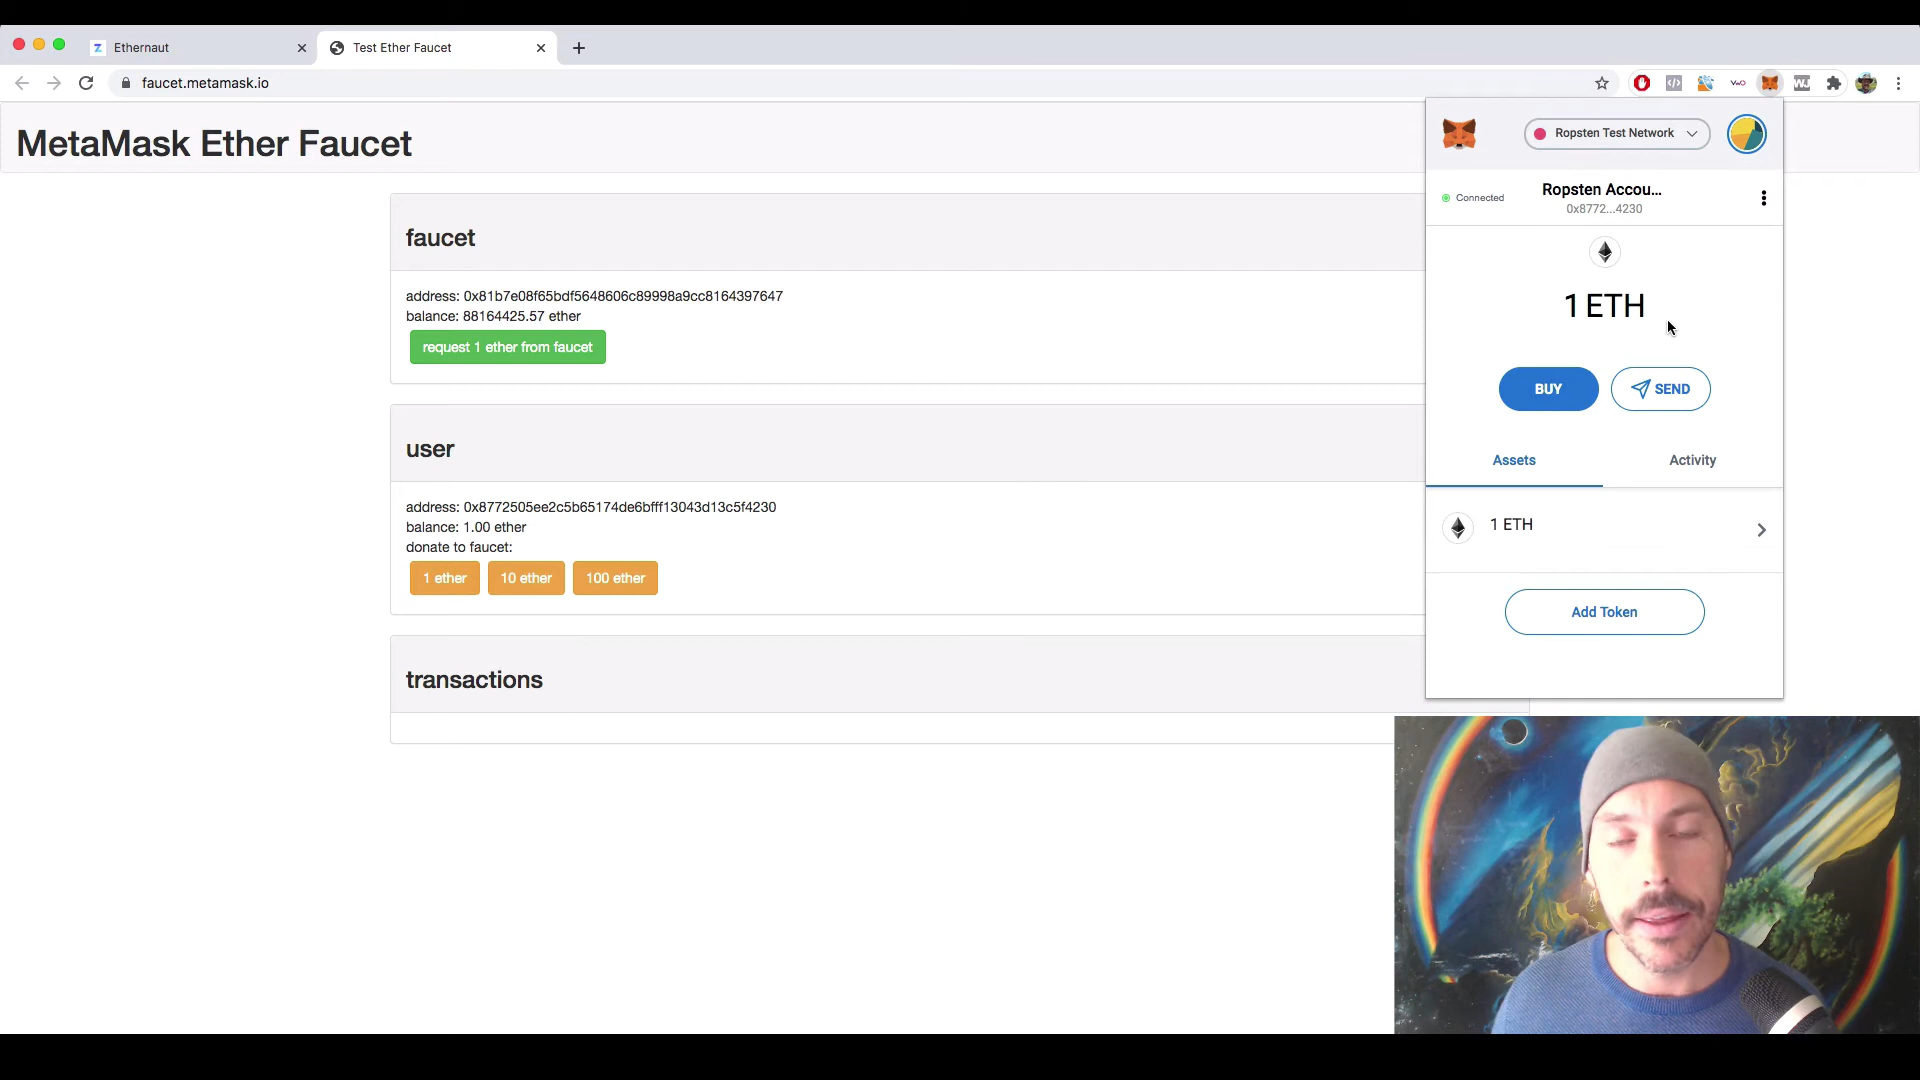 Ethernaut
Test Ether Faucet
faucet.metamask.io
MetaMask Ether Faucet
faucet
address: 0x81b7e08f65bdf5648606c89998a9cc8164397647
balance: 88164425.57 ether
request 1 ether from faucet
user
address: 0x8772505ee2c5b65174de6bfff13043d13c5f4230
balance: 1.00 ether
donate to faucet:
1 ether 10 ether 100 ether
transactions
Ropsten Test Network
Connected
Ropsten Accou...
0x8772...4230
1 ETH
BUY
SEND
Assets
Activity
1 ETH
Add Token